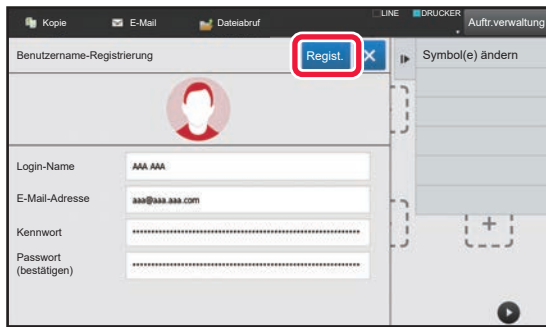 Kopie
E-Mail
Dateiabruf
LINE
DRUCKER
Auftr.verwaltung
Benutzername-Registrierung
Regist.
Symbol(e) ändern
Login-Name
AAA AAA
E-Mail-Adresse
aaa@aaa.aaa.com
Kennwort
Passwort
(bestätigen)